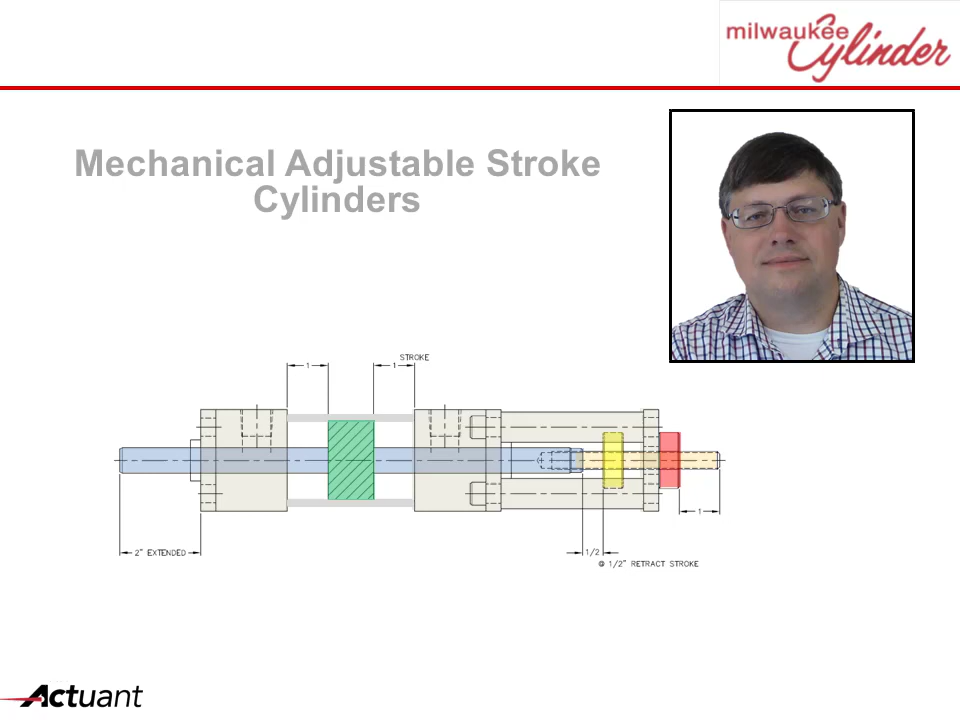 milwaukee
Cylinder
Mechanical Adjustable Stroke
Cylinders
STROKE
1
1
1
2" EXTENDED
1/2
@ 1/2" RETRACT STROKE
Actuant